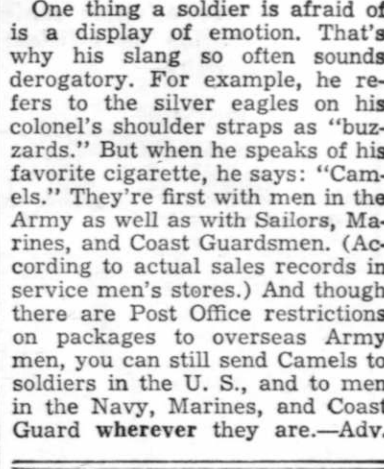 One thing a soldier is afraid of
is a display of emotion. That's
why his slang so often sounds
derogatory. For example, he re-
fers to the silver eagles on his
colonel's shoulder straps as "buz-
zards." But when he speaks of his
favorite cigarette, he says: "Cam-
els." They're first with men in the
Army as well as with Sailors, Ma-
rines, and Coast Guardsmen. (Ac-
cording to actual sales records in
service men's stores.) And though
there are Post Office restrictions
on packages to overseas Army
men, you can still send Camels to
soldiers in the U. S., and to men
in the Navy, Marines, and Coast
Guard wherever they are.—Adv.